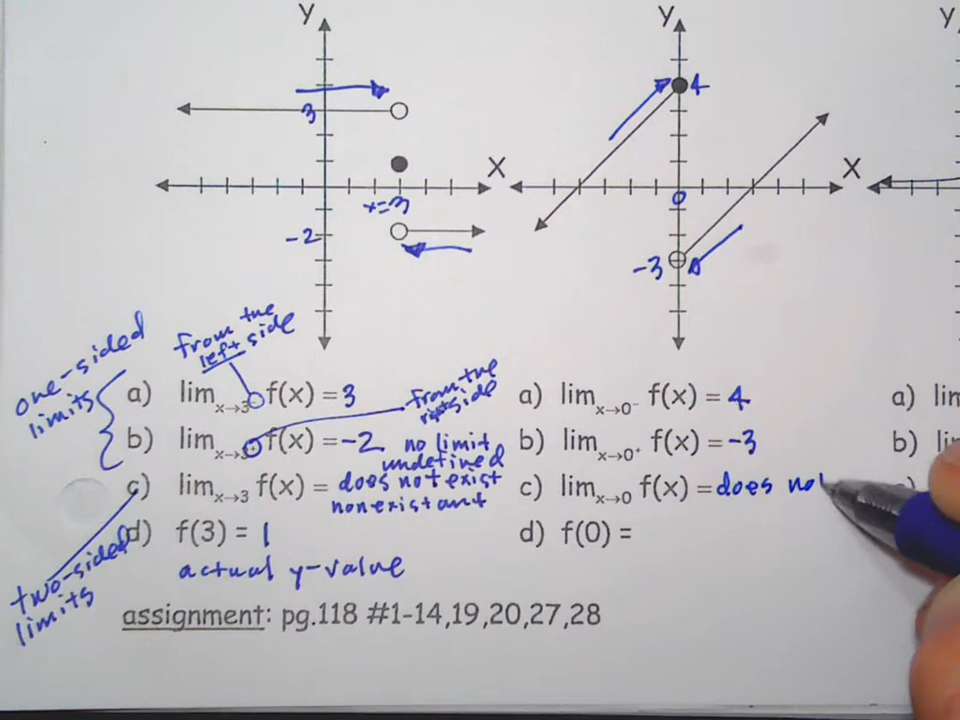 Y
Y
Y
3
4
X
X
x=3
0
-2
-3
one-sided
limits
from the
left side
from the
right side
a) lim x→3⁻ f(x) = 3
b) lim x→3⁺ f(x) = -2
no limit
undefined
c) lim x→3 f(x) = does not exist
nonexistant
d) f(3) = 1
actual y-value
two-sided
limits
a) lim x→0⁻ f(x) = 4
b) lim x→0⁺ f(x) = -3
c) lim x→0 f(x) = does not
d) f(0) =
a) lim
b) li
assignment: pg.118 #1-14,19,20,27,28